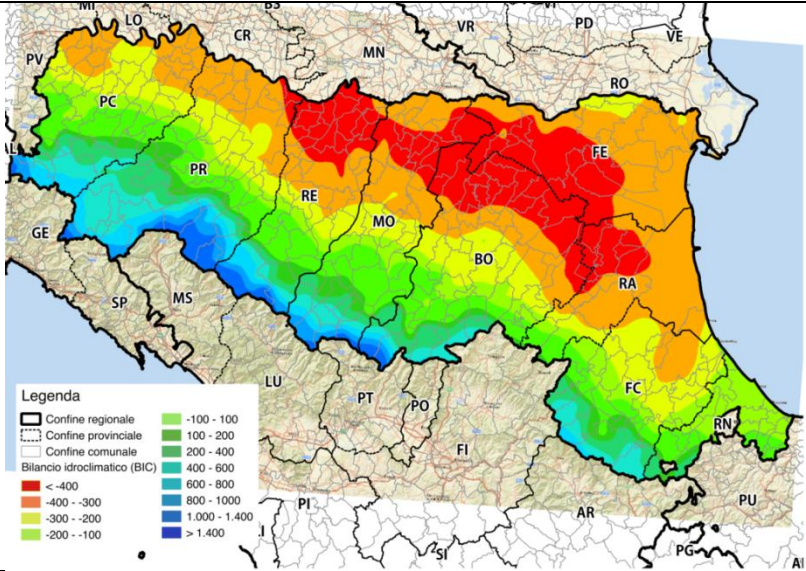 MI
LO
BS
CR
VR
VI
PD
VE
MN
PV
RO
PC
AL
FE
PR
RE
MO
BO
GE
RA
SP
MS
FC
LU
PT
PO
RN
FI
PU
AR
PI
SI
PG
Legenda
Confine regionale
Confine provinciale
Confine comunale
Bilancio idroclimatico (BIC)
< -400
-400 - -300
-300 - -200
-200 - -100
-100 - 100
100 - 200
200 - 400
400 - 600
600 - 800
800 - 1000
1.000 - 1.400
> 1.400